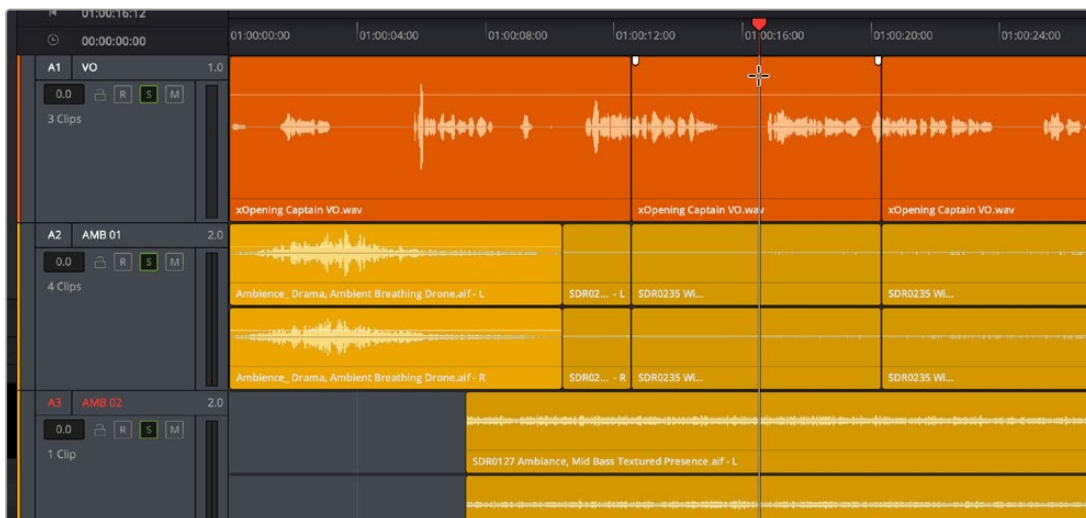 01:00:16:12
00:00:00:00
01:00:00:00 01:00:04:00 01:00:08:00 01:00:12:00 01:00:16:00 01:00:20:00 01:00:24:00
A1 VO 1.0
0.0 R S M
3 Clips
xOpening Captain VO.wav xOpening Captain VO.wav xOpening Captain VO.wav
A2 AMB 01 2.0
0.0 R S M
4 Clips
Ambience_ Drama, Ambient Breathing Drone.aif - L SDR02... - L SDR0235 Wi... SDR0235 Wi...
Ambience_ Drama, Ambient Breathing Drone.aif - R SDR02... - R SDR0235 Wi... SDR0235 Wi...
A3 AMB 02 2.0
0.0 R S M
1 Clip
SDR0127 Ambiance, Mid Bass Textured Presence.aif - L